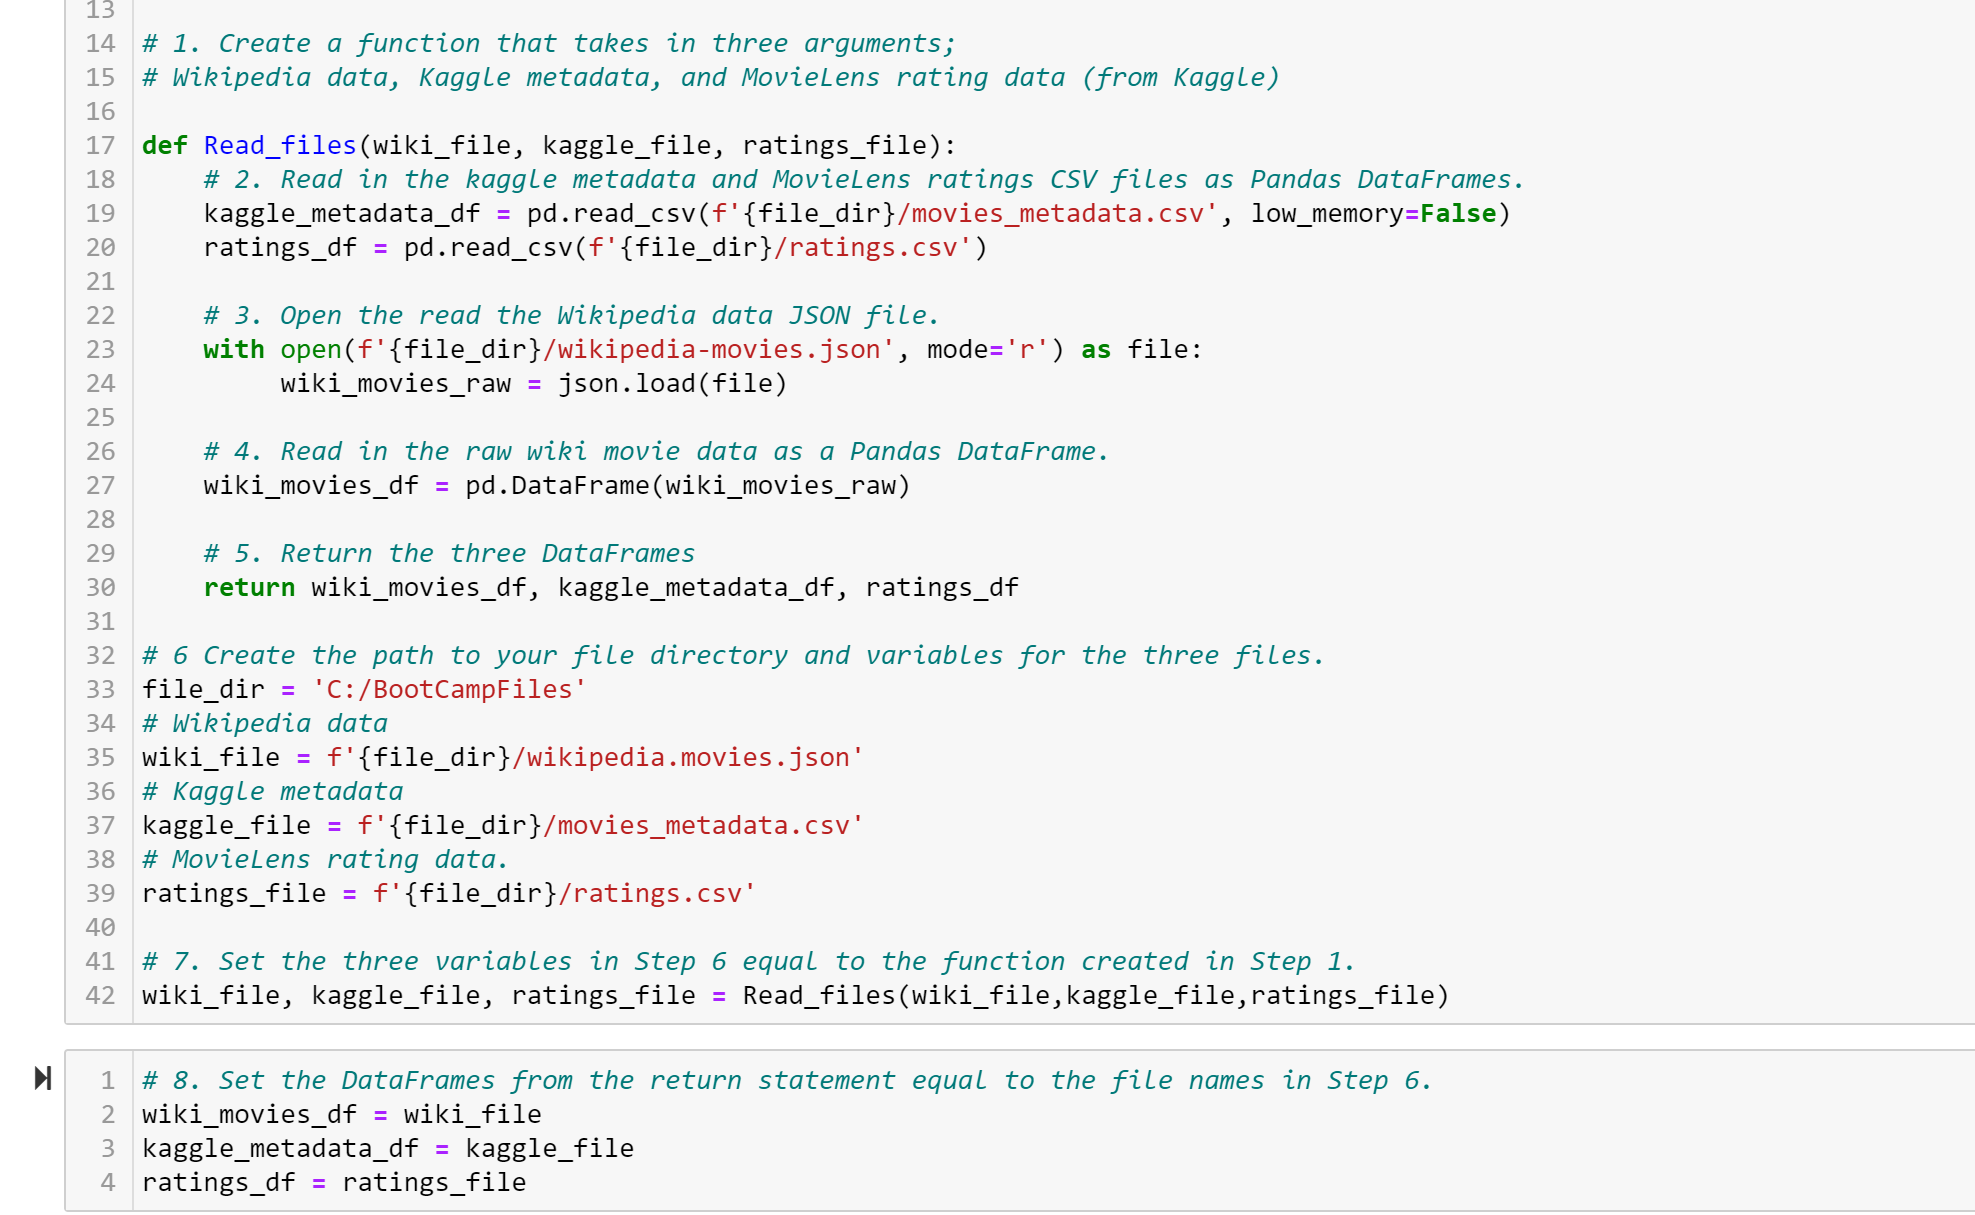 13
14 # 1. Create a function that takes in three arguments;
15 # Wikipedia data, Kaggle metadata, and MovieLens rating data (from Kaggle)
16
17 def Read_files(wiki_file, kaggle_file, ratings_file):
18     # 2. Read in the kaggle metadata and MovieLens ratings CSV files as Pandas DataFrames.
19     kaggle_metadata_df = pd.read_csv(f'{file_dir}/movies_metadata.csv', low_memory=False)
20     ratings_df = pd.read_csv(f'{file_dir}/ratings.csv')
21
22     # 3. Open the read the Wikipedia data JSON file.
23     with open(f'{file_dir}/wikipedia-movies.json', mode='r') as file:
24          wiki_movies_raw = json.load(file)
25
26     # 4. Read in the raw wiki movie data as a Pandas DataFrame.
27     wiki_movies_df = pd.DataFrame(wiki_movies_raw)
28
29     # 5. Return the three DataFrames
30     return wiki_movies_df, kaggle_metadata_df, ratings_df
31
32 # 6 Create the path to your file directory and variables for the three files.
33 file_dir = 'C:/BootCampFiles'
34 # Wikipedia data
35 wiki_file = f'{file_dir}/wikipedia.movies.json'
36 # Kaggle metadata
37 kaggle_file = f'{file_dir}/movies_metadata.csv'
38 # MovieLens rating data.
39 ratings_file = f'{file_dir}/ratings.csv'
40
41 # 7. Set the three variables in Step 6 equal to the function created in Step 1.
42 wiki_file, kaggle_file, ratings_file = Read_files(wiki_file,kaggle_file,ratings_file)
1 # 8. Set the DataFrames from the return statement equal to the file names in Step 6.
2 wiki_movies_df = wiki_file
3 kaggle_metadata_df = kaggle_file
4 ratings_df = ratings_file